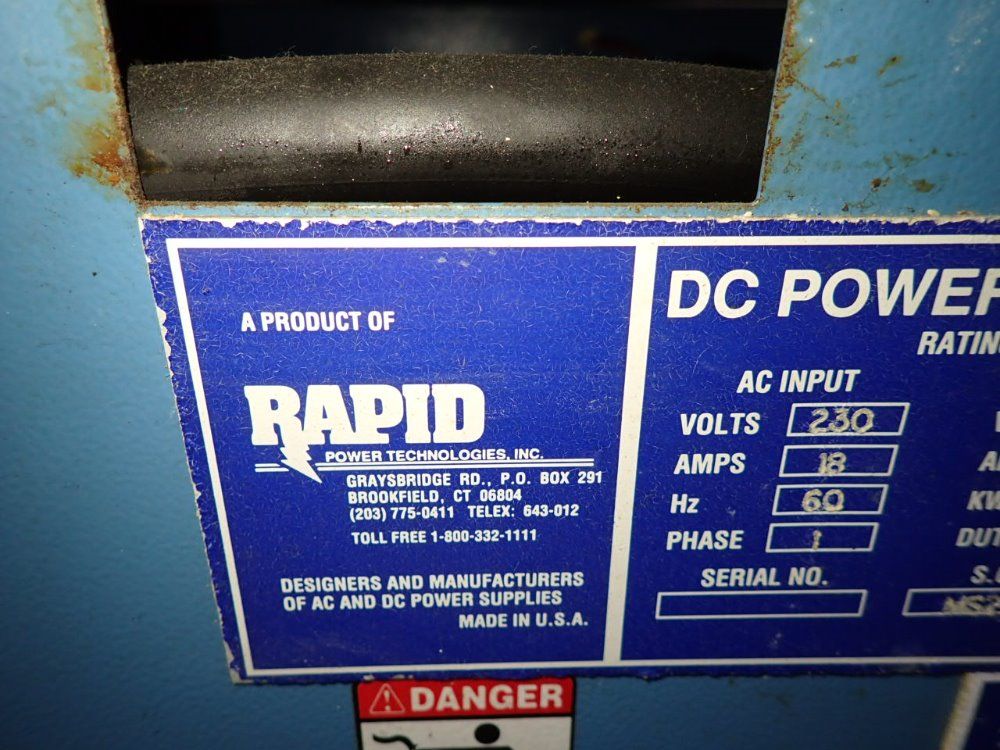 A PRODUCT OF
RAPID
POWER TECHNOLOGIES, INC.
GRAYSBRIDGE RD., P.O. BOX 291
BROOKFIELD, CT 06804
(203) 775-0411 TELEX: 643-012
TOLL FREE 1-800-332-1111
DESIGNERS AND MANUFACTURERS
OF AC AND DC POWER SUPPLIES
MADE IN U.S.A.
DC POWER
RATIN
AC INPUT
VOLTS 230
AMPS 18
Hz 60
PHASE 1
SERIAL NO.
DANGER